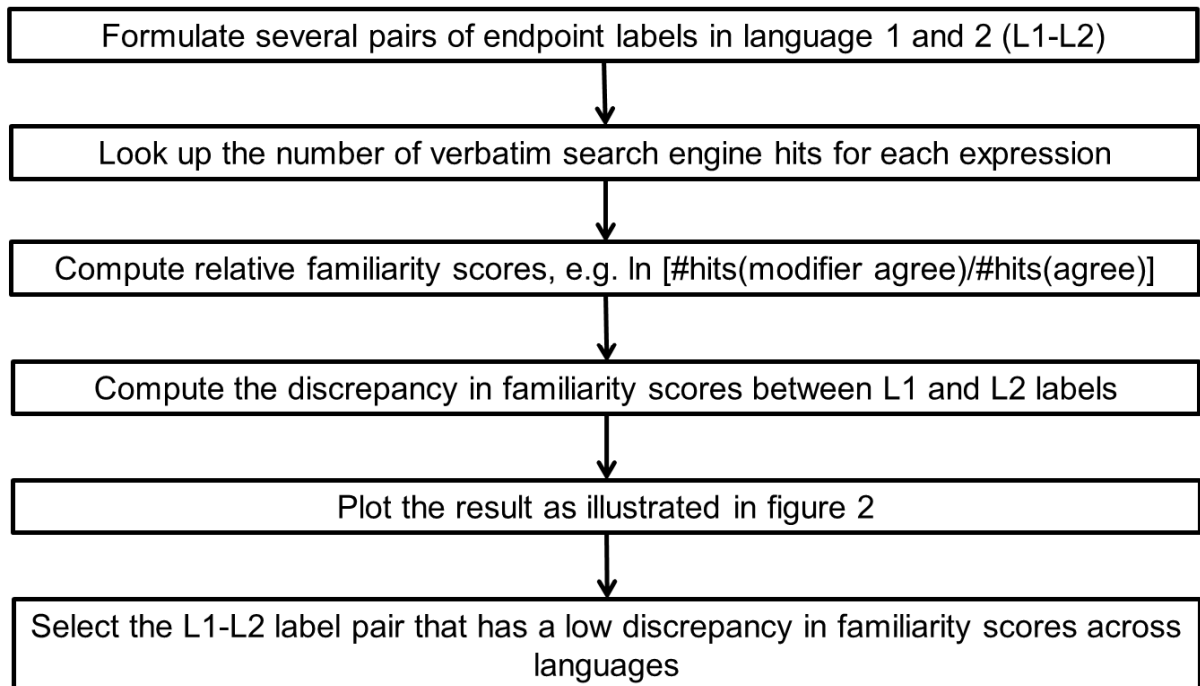 Formulate several pairs of endpoint labels in language 1 and 2 (L1-L2)
Look up the number of verbatim search engine hits for each expression
Compute relative familiarity scores, e.g. ln [#hits(modifier agree)/#hits(agree)]
Compute the discrepancy in familiarity scores between L1 and L2 labels
Plot the result as illustrated in figure 2
Select the L1-L2 label pair that has a low discrepancy in familiarity scores across
languages